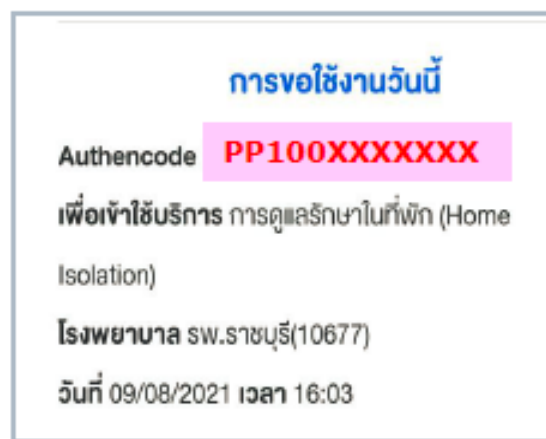 การขอใช้งานวันนี้
Authencode PP100XXXXXXX
เพื่อเข้าใช้บริการ การดูแลรักษาในที่พัก (Home
Isolation)
โรงพยาบาล รพ.ราชบุรี(10677)
วันที่ 09/08/2021 เวลา 16:03